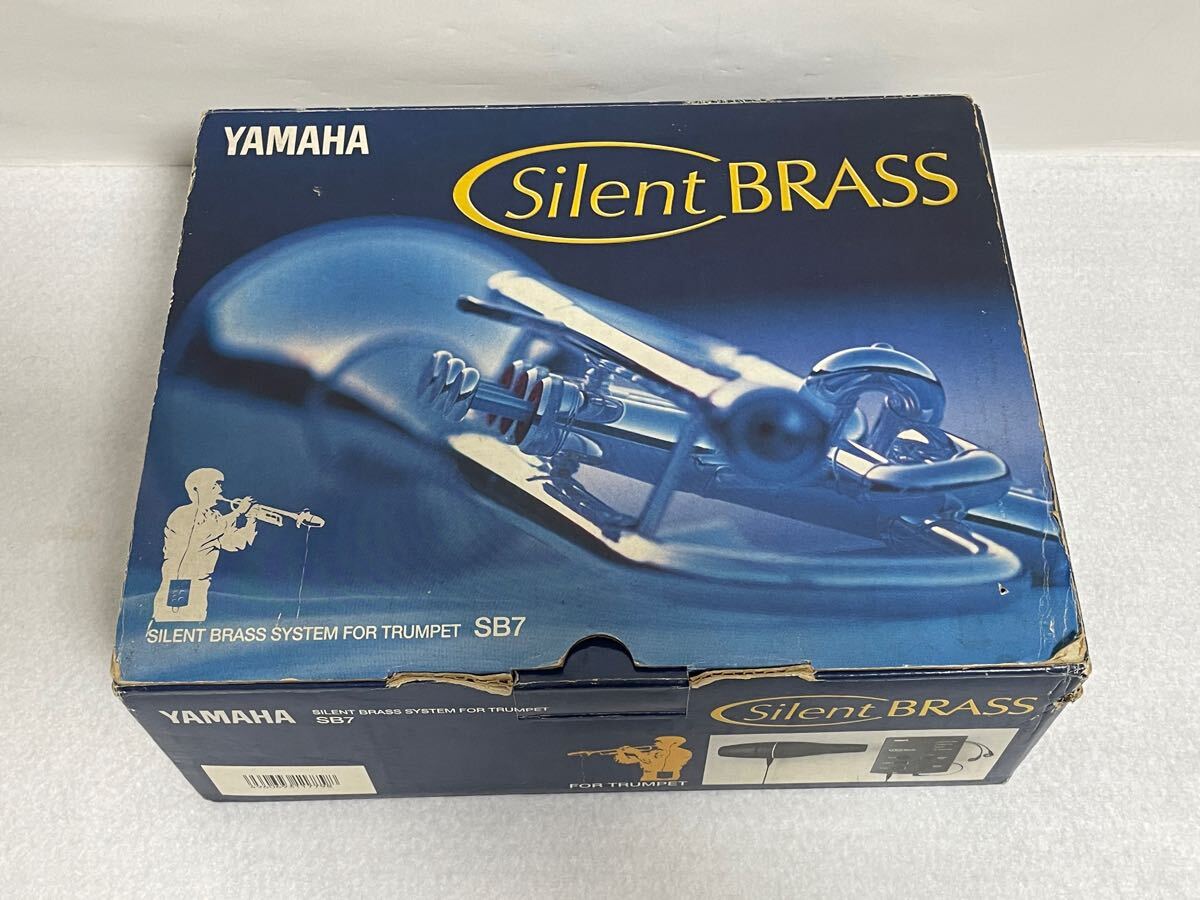 YAMAHA
Silent BRASS
SILENT BRASS SYSTEM FOR TRUMPET SB7
YAMAHA
SILENT BRASS SYSTEM FOR TRUMPET
SB7
Silent BRASS
FOR TRUMPET